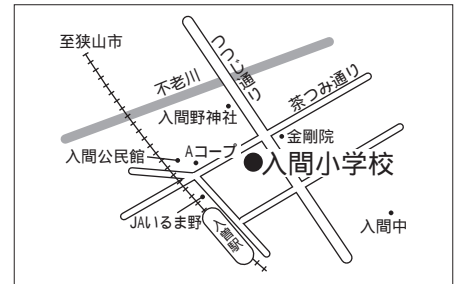 至狭山市
つつじ通り
不老川
茶つみ通り
入間野神社
金剛院
入間公民館
Aコープ
入間小学校
JAいるま野
入曽駅
入間中